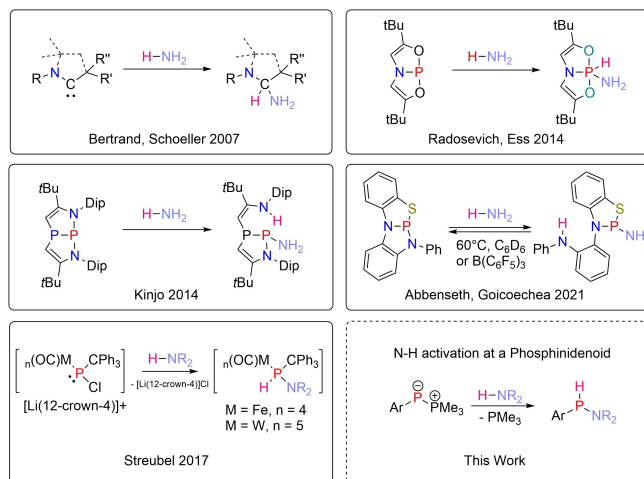 R-N C R" R' H-NH2 R-N C R" R' H NH2
Bertrand, Schoeller 2007
tBu O N P O tBu H-NH2 tBu O H N P NH2 O tBu
Radosevich, Ess 2014
tBu Dip N P P N Dip tBu H-NH2 tBu Dip N H P P NH2 N Dip tBu
Kinjo 2014
S N P N Ph H-NH2
60°C, C6D6
or B(C6F5)3
H PhN S N P NH
Abbenseth, Goicoechea 2021
n(OC)M CPh3 P Cl
[Li(12-crown-4)]+
H-NR2
- [Li(12-crown-4)]Cl
n(OC)M CPh3 P H NR2
M = Fe, n = 4
M = W, n = 5
Streubel 2017
N-H activation at a Phosphinidenoid
Ar P PMe3 H-NR2
- PMe3
H Ar P NR2
This Work